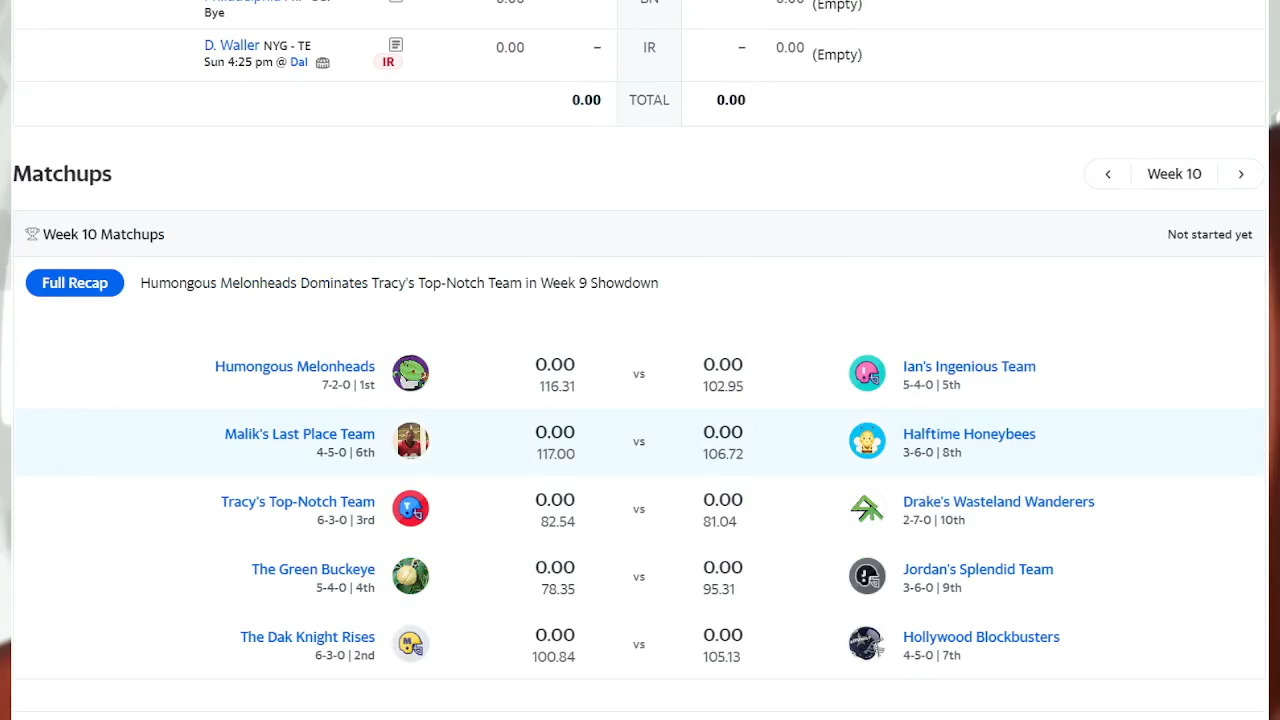 0.00 BN 0.00 (Empty)
Bye
D. Waller NYG - TE 0.00 – IR – 0.00 (Empty)
Sun 4:25 pm @ Dal IR
0.00 TOTAL 0.00
Matchups ‹ Week 10 ›
Week 10 Matchups Not started yet
Full Recap Humongous Melonheads Dominates Tracy's Top-Notch Team in Week 9 Showdown
Humongous Melonheads 0.00 vs 0.00 Ian's Ingenious Team
7-2-0 | 1st 116.31 102.95 5-4-0 | 5th
Malik's Last Place Team 0.00 vs 0.00 Halftime Honeybees
4-5-0 | 6th 117.00 106.72 3-6-0 | 8th
Tracy's Top-Notch Team 0.00 vs 0.00 Drake's Wasteland Wanderers
6-3-0 | 3rd 82.54 81.04 2-7-0 | 10th
The Green Buckeye 0.00 vs 0.00 Jordan's Splendid Team
5-4-0 | 4th 78.35 95.31 3-6-0 | 9th
The Dak Knight Rises 0.00 vs 0.00 Hollywood Blockbusters
6-3-0 | 2nd 100.84 105.13 4-5-0 | 7th